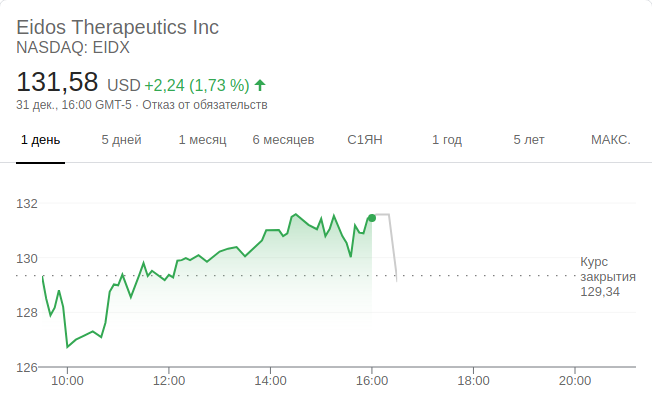 Eidos Therapeutics Inc
NASDAQ: EIDX
131,58 USD +2,24 (1,73 %)
31 дек., 16:00 GMT-5 · Отказ от обязательств
1 день 5 дней 1 месяц 6 месяцев С1ЯН 1 год 5 лет МАКС.
132
130
128
126
Курс
закрытия
129,34
10:00 12:00 14:00 16:00 18:00 20:00